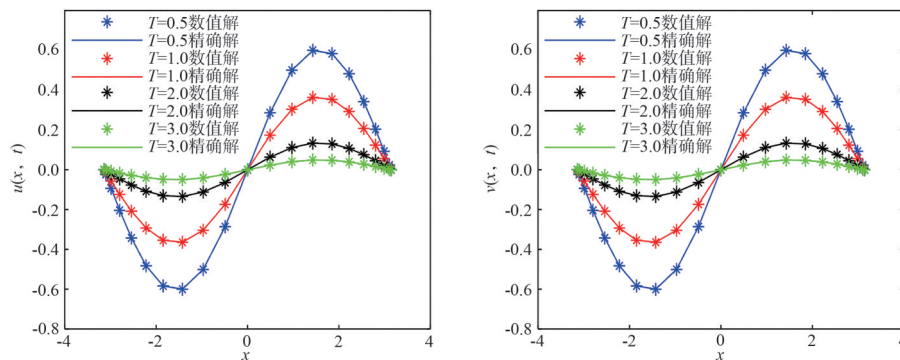 T=0.5数值解
T=0.5精确解
T=1.0数值解
T=1.0精确解
T=2.0数值解
T=2.0精确解
T=3.0数值解
T=3.0精确解
0.6
0.4
0.2
0.0
-0.2
-0.4
-0.6
-0.8
-4
-2
0
2
4
u(x, t)
x
T=0.5数值解
T=0.5精确解
T=1.0数值解
T=1.0精确解
T=2.0数值解
T=2.0精确解
T=3.0数值解
T=3.0精确解
0.6
0.4
0.2
0.0
-0.2
-0.4
-0.6
-0.8
-4
-2
0
2
4
v(x, t)
x